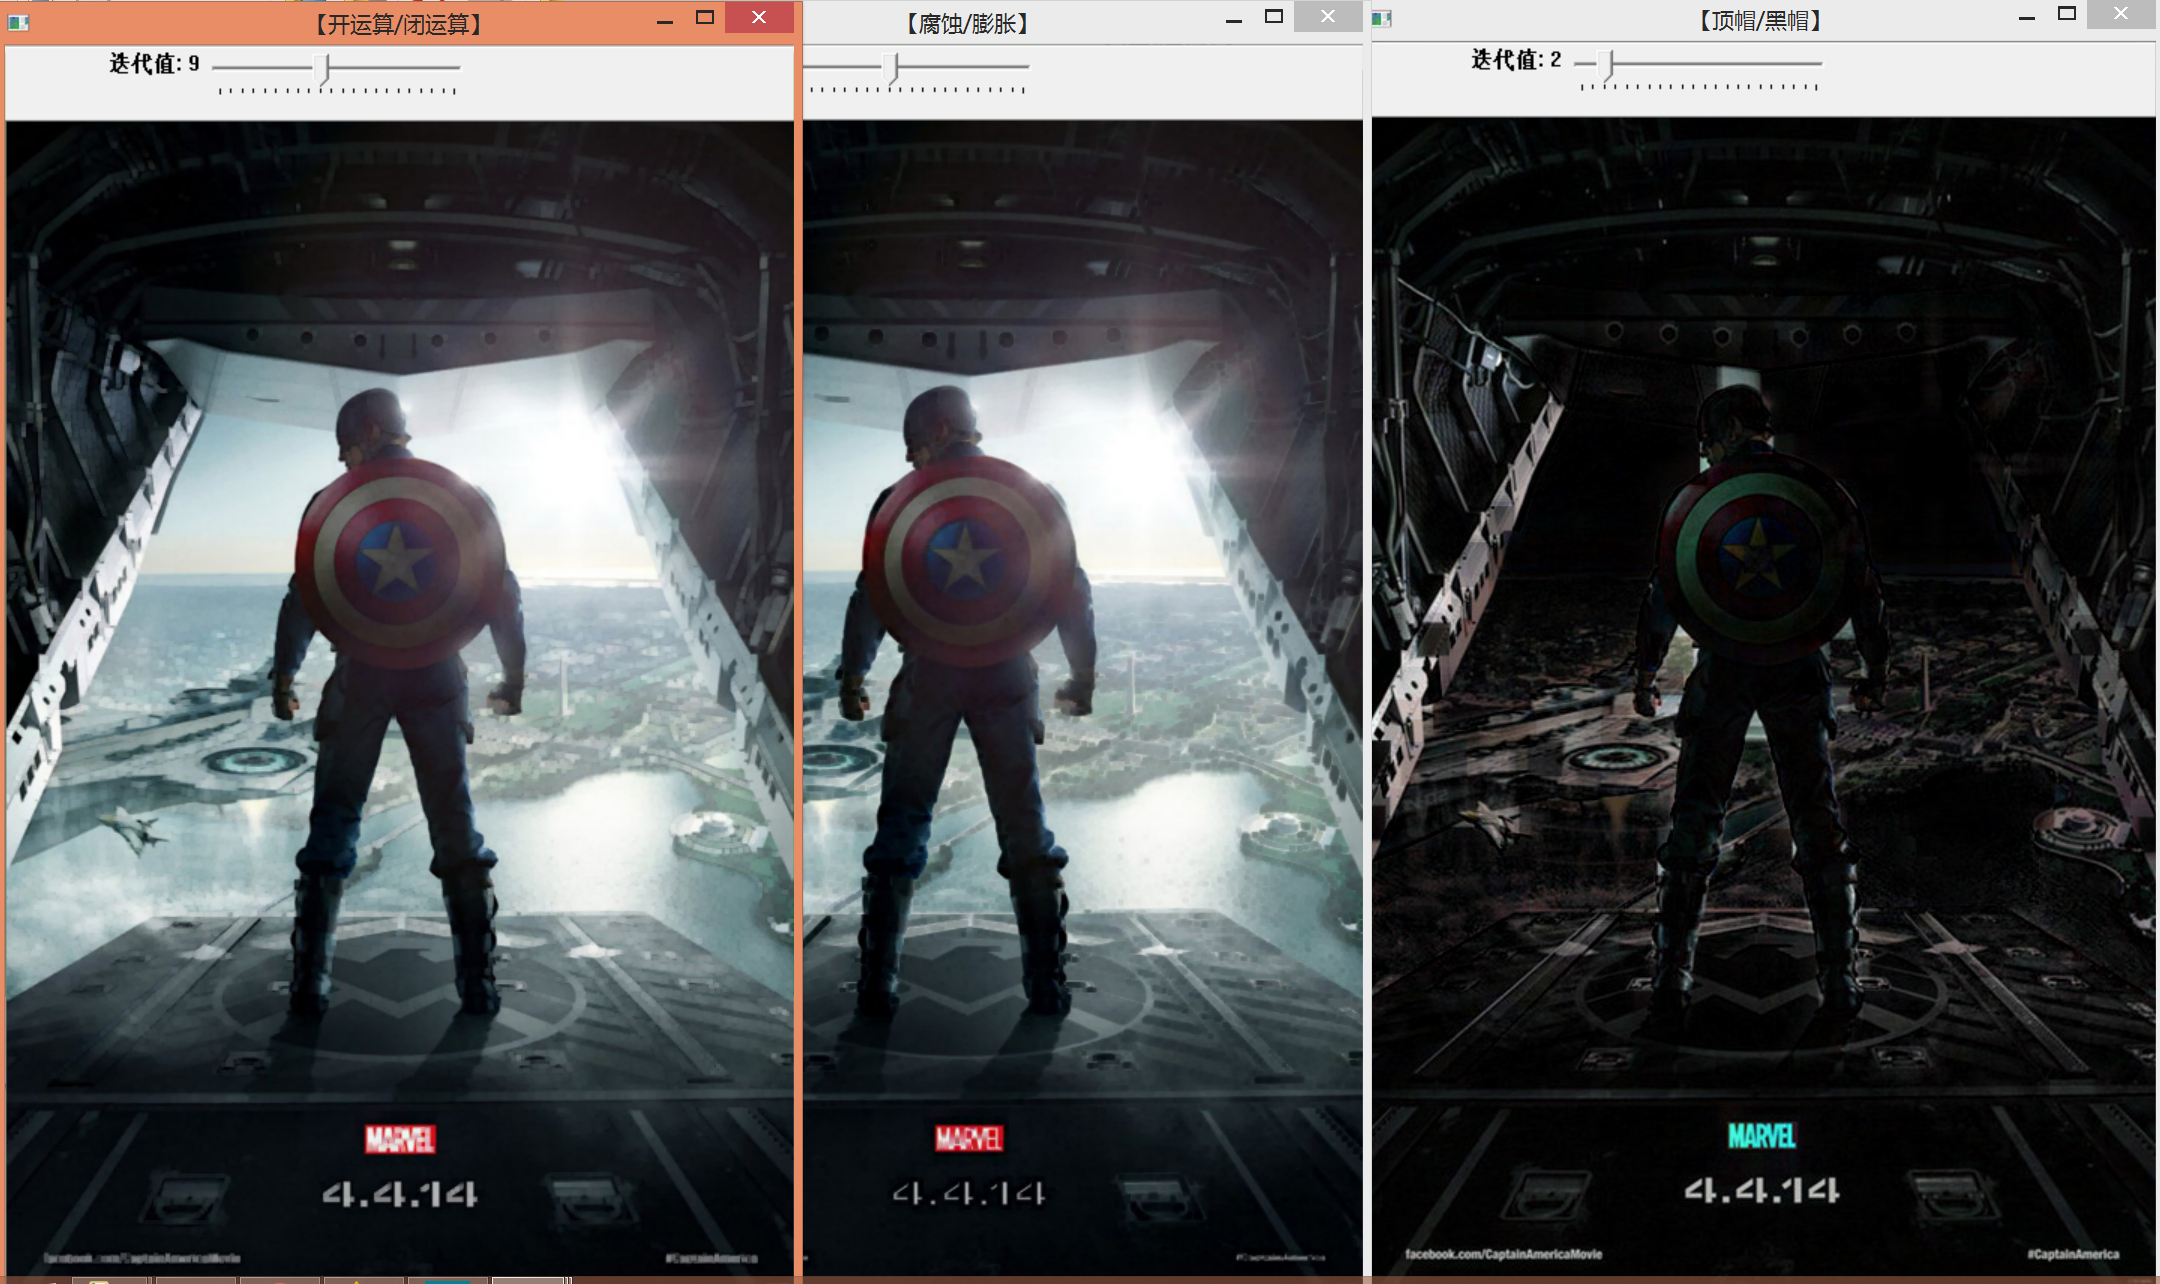 【开运算/闭运算】
迭代值: 9
MARVEL
4.4.14
facebook.com/CaptainAmericaMovie
#CaptainAmerica
【腐蚀/膨胀】
MARVEL
4.4.14
#CaptainAmerica
【顶帽/黑帽】
迭代值: 2
MARVEL
4.4.14
facebook.com/CaptainAmericaMovie
#CaptainAmerica